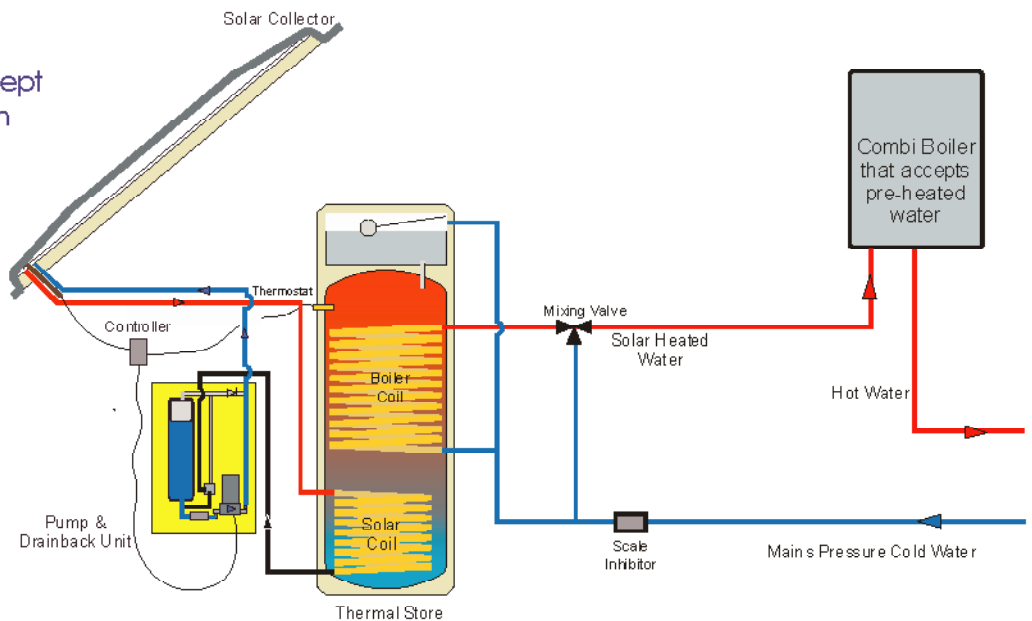 Solar Collector
Combi Boiler
that accepts
pre-heated
water
Thermostat
Mixing Valve
Controller
Solar Heated
Water
Boiler
Coil
Hot Water
Solar
Coil
Pump &
Drainback Unit
Scale
Inhibitor
Mains Pressure Cold Water
Thermal Store